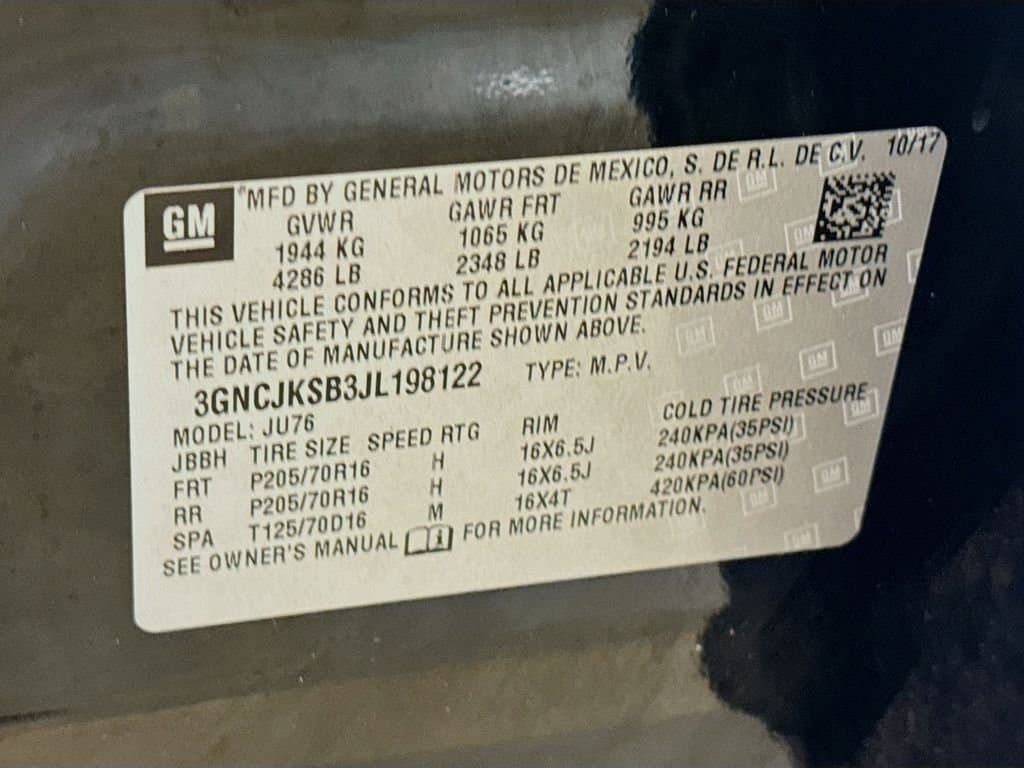 GM
MFD BY GENERAL MOTORS DE MEXICO, S. DE R.L. DE C.V. 10/17
GVWR GAWR FRT GAWR RR
1944 KG 1065 KG 995 KG
4286 LB 2348 LB 2194 LB
THIS VEHICLE CONFORMS TO ALL APPLICABLE U.S. FEDERAL MOTOR
VEHICLE SAFETY AND THEFT PREVENTION STANDARDS IN EFFECT ON
THE DATE OF MANUFACTURE SHOWN ABOVE.
3GNCJKSB3JL198122 TYPE: M.P.V.
MODEL: JU76
JBBH TIRE SIZE SPEED RTG RIM COLD TIRE PRESSURE
FRT P205/70R16 H 16X6.5J 240KPA(35PSI)
RR P205/70R16 H 16X6.5J 240KPA(35PSI)
SPA T125/70D16 M 16X4T 420KPA(60PSI)
SEE OWNER'S MANUAL FOR MORE INFORMATION.